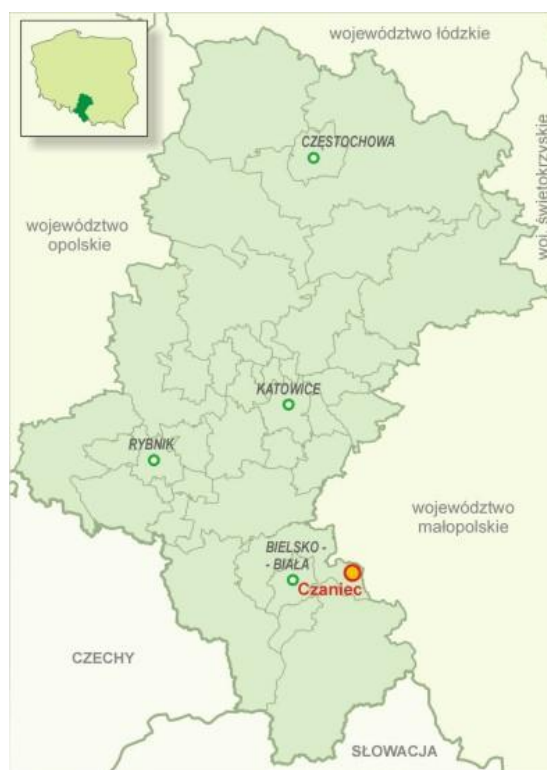 województwo łódzkie
CZĘSTOCHOWA
woj. świętokrzyskie
województwo
opolskie
KATOWICE
RYBNIK
województwo
małopolskie
BIELSKO -
- BIAŁA
Czaniec
CZECHY
SŁOWACJA